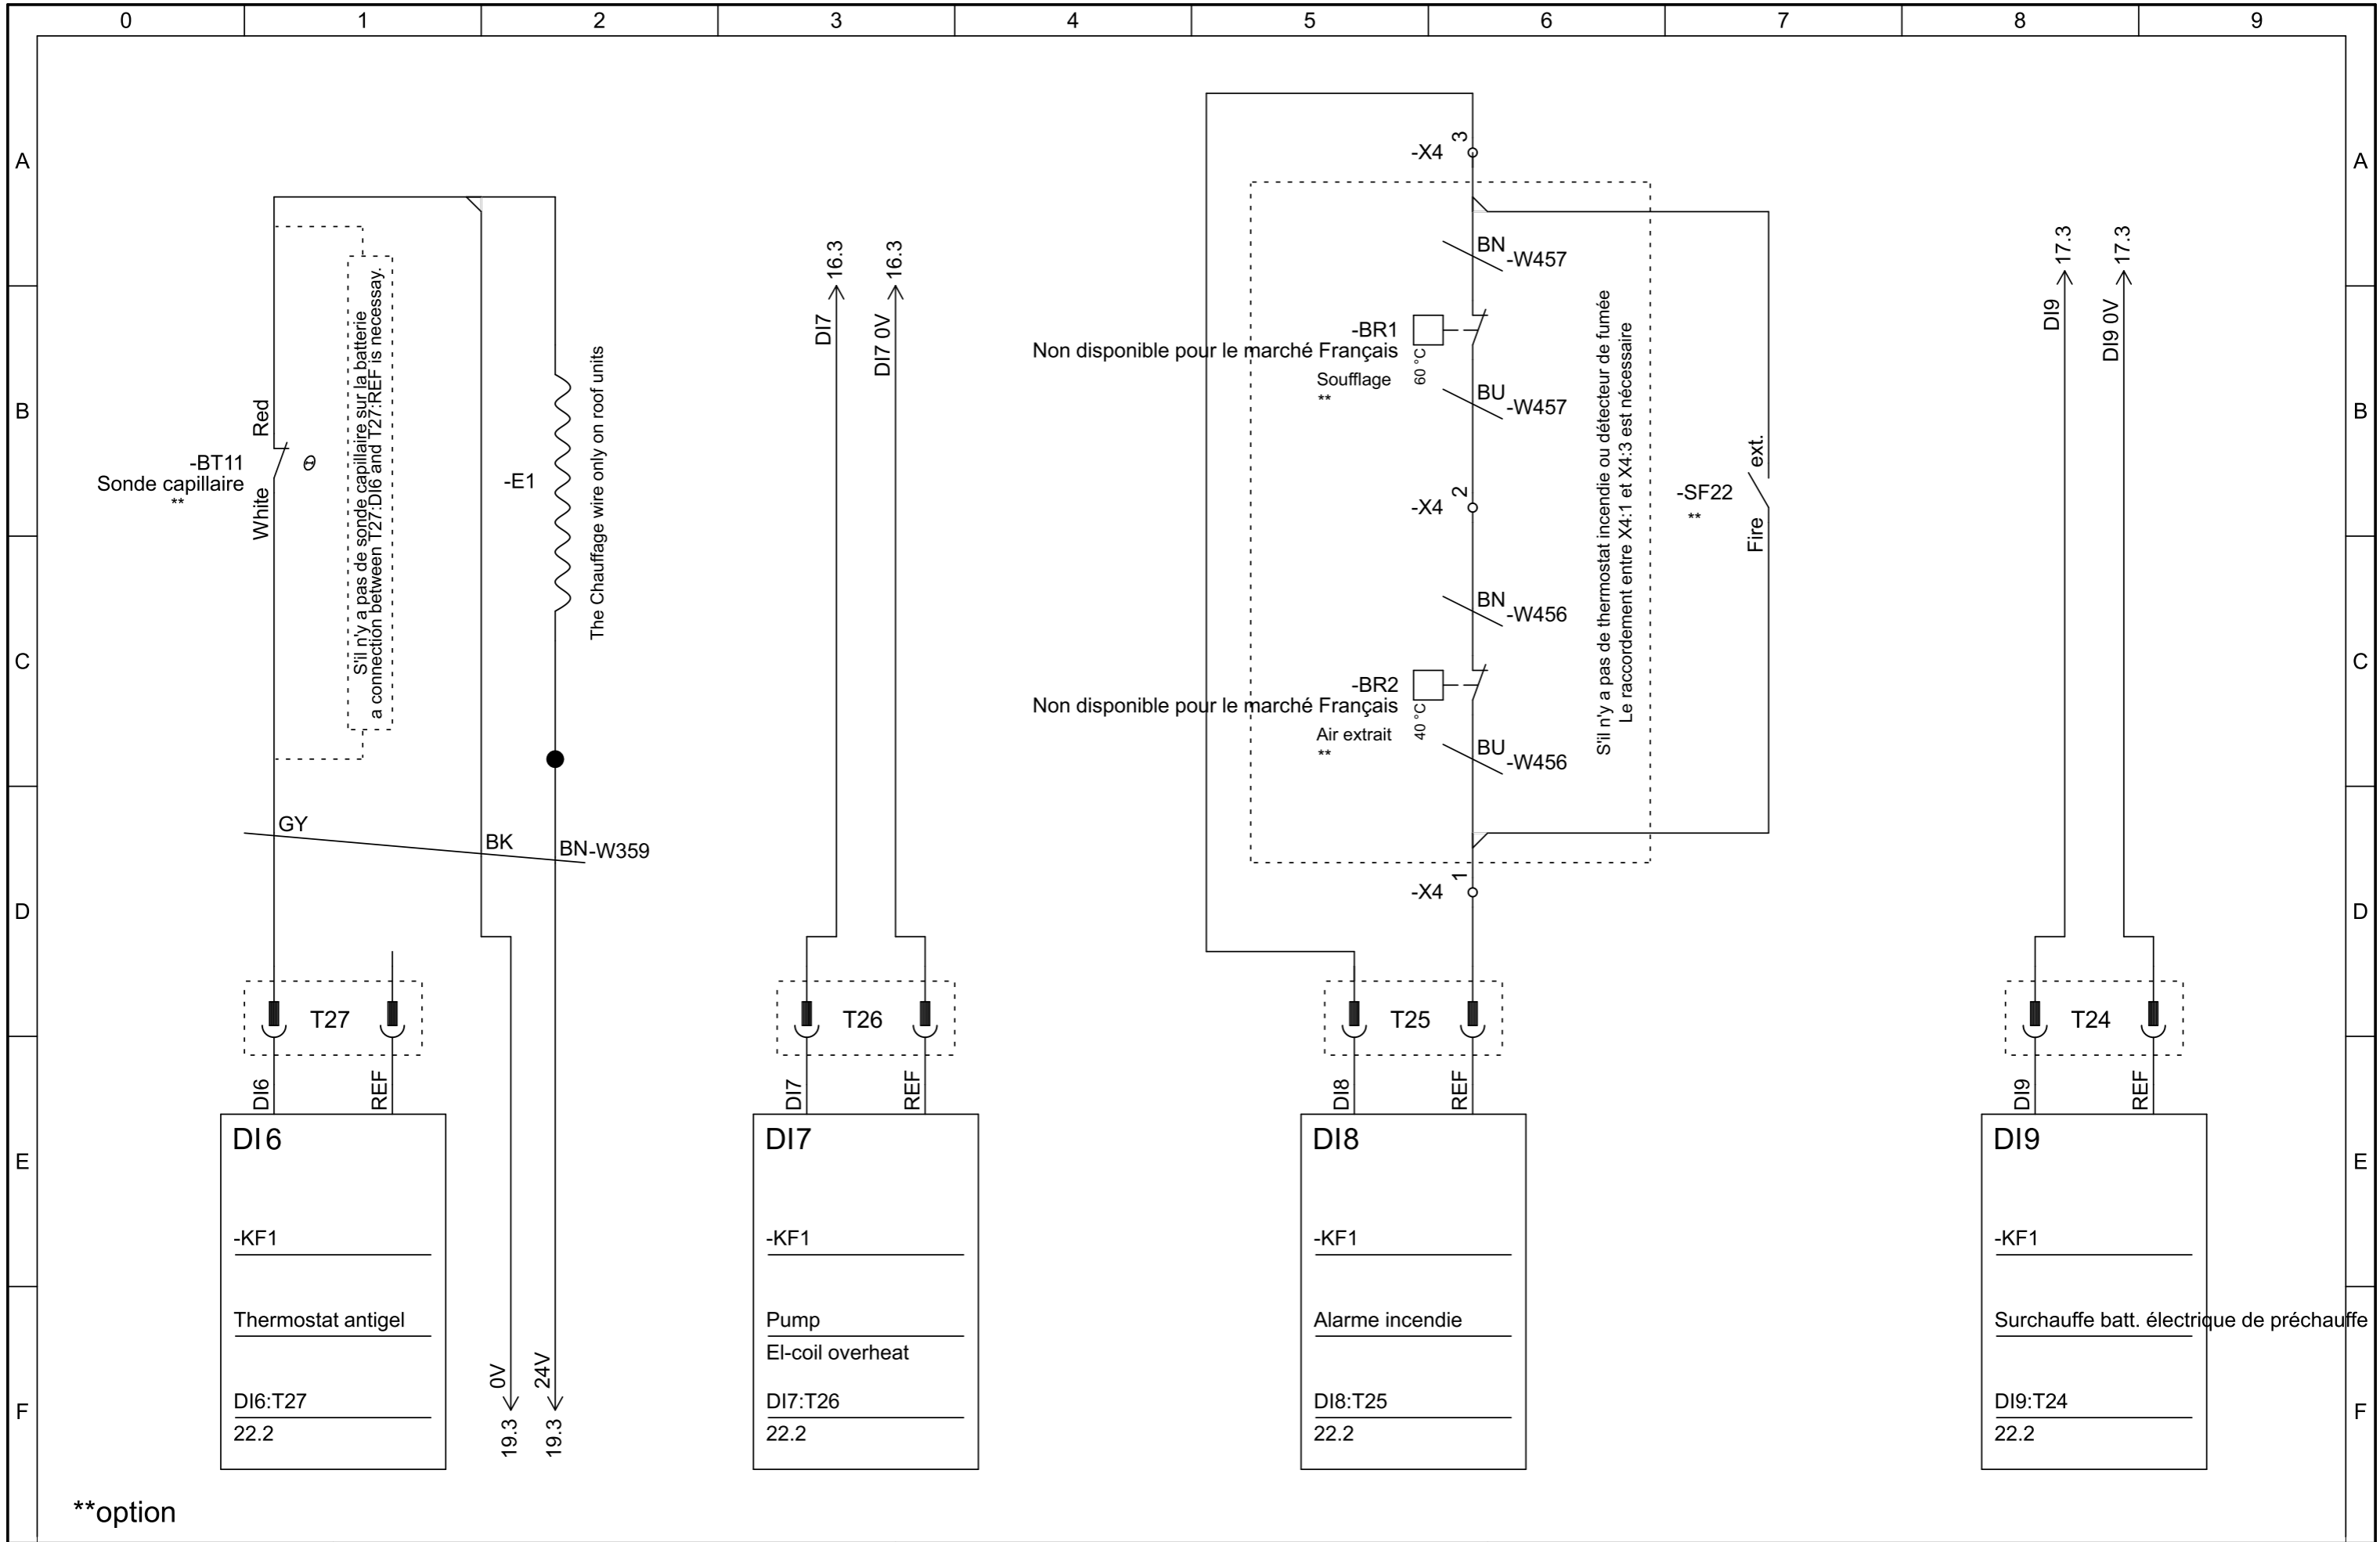 0 1 2 3 4 5 6 7 8 9
A
B
C
D
E
F
A
B
C
D
E
F
-BT11
Sonde capillaire
**
Red
White
θ
S'il n'y a pas de sonde capillaire sur la batterie
a connection between T27:DI6 and T27:REF is necessay.
-E1
The Chauffage wire only on roof units
GY
BK
BN
-W359
T27
DI6
REF
DI6
-KF1
Thermostat antigel
DI6:T27
22.2
0V
19.3
24V
19.3
16.3
DI7
16.3
DI7 0V
T26
DI7
REF
DI7
-KF1
Pump
El-coil overheat
DI7:T26
22.2
-X4
3
BN
-W457
-BR1
Non disponible pour le marché Français
Soufflage
**
60 °C
BU
-W457
-X4
2
BN
-W456
-BR2
Non disponible pour le marché Français
Air extrait
**
40 °C
BU
-W456
-X4
1
S'il n'y a pas de thermostat incendie ou détecteur de fumée
Le raccordement entre X4:1 et X4:3 est nécessaire
-SF22
**
ext.
Fire
T25
DI8
REF
DI8
-KF1
Alarme incendie
DI8:T25
22.2
17.3
DI9
17.3
DI9 0V
T24
DI9
REF
DI9
-KF1
Surchauffe batt. électrique de préchauffe
DI9:T24
22.2
**option